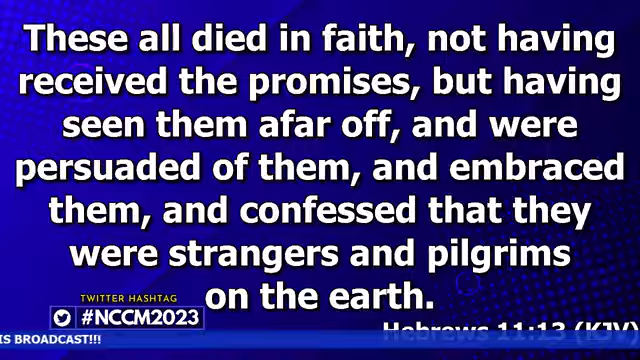 These all died in faith, not having
received the promises, but having
seen them afar off, and were
persuaded of them, and embraced
them, and confessed that they
were strangers and pilgrims
on the earth.
TWITTER HASHTAG
#NCCM2023
Hebrews 11:13 (KJV)
IS BROADCAST!!!